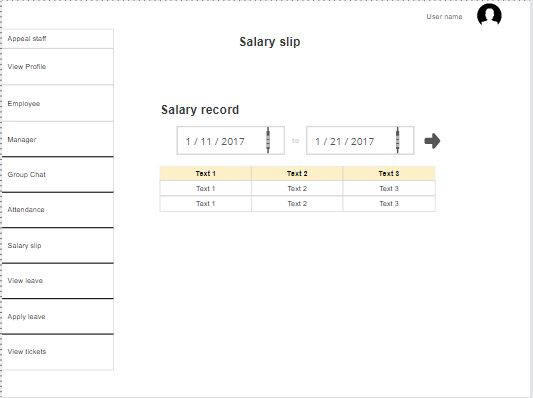 User name
Salary slip
Appeal staff
View Profile
Employee
Manager
Group Chat
Attendance
Salary slip
View leave
Apply leave
View tickets
Salary record
1 / 11 / 2017 to 1 / 21 / 2017
Text 1 Text 2 Text 3
Text 1 Text 2 Text 3
Text 1 Text 2 Text 3